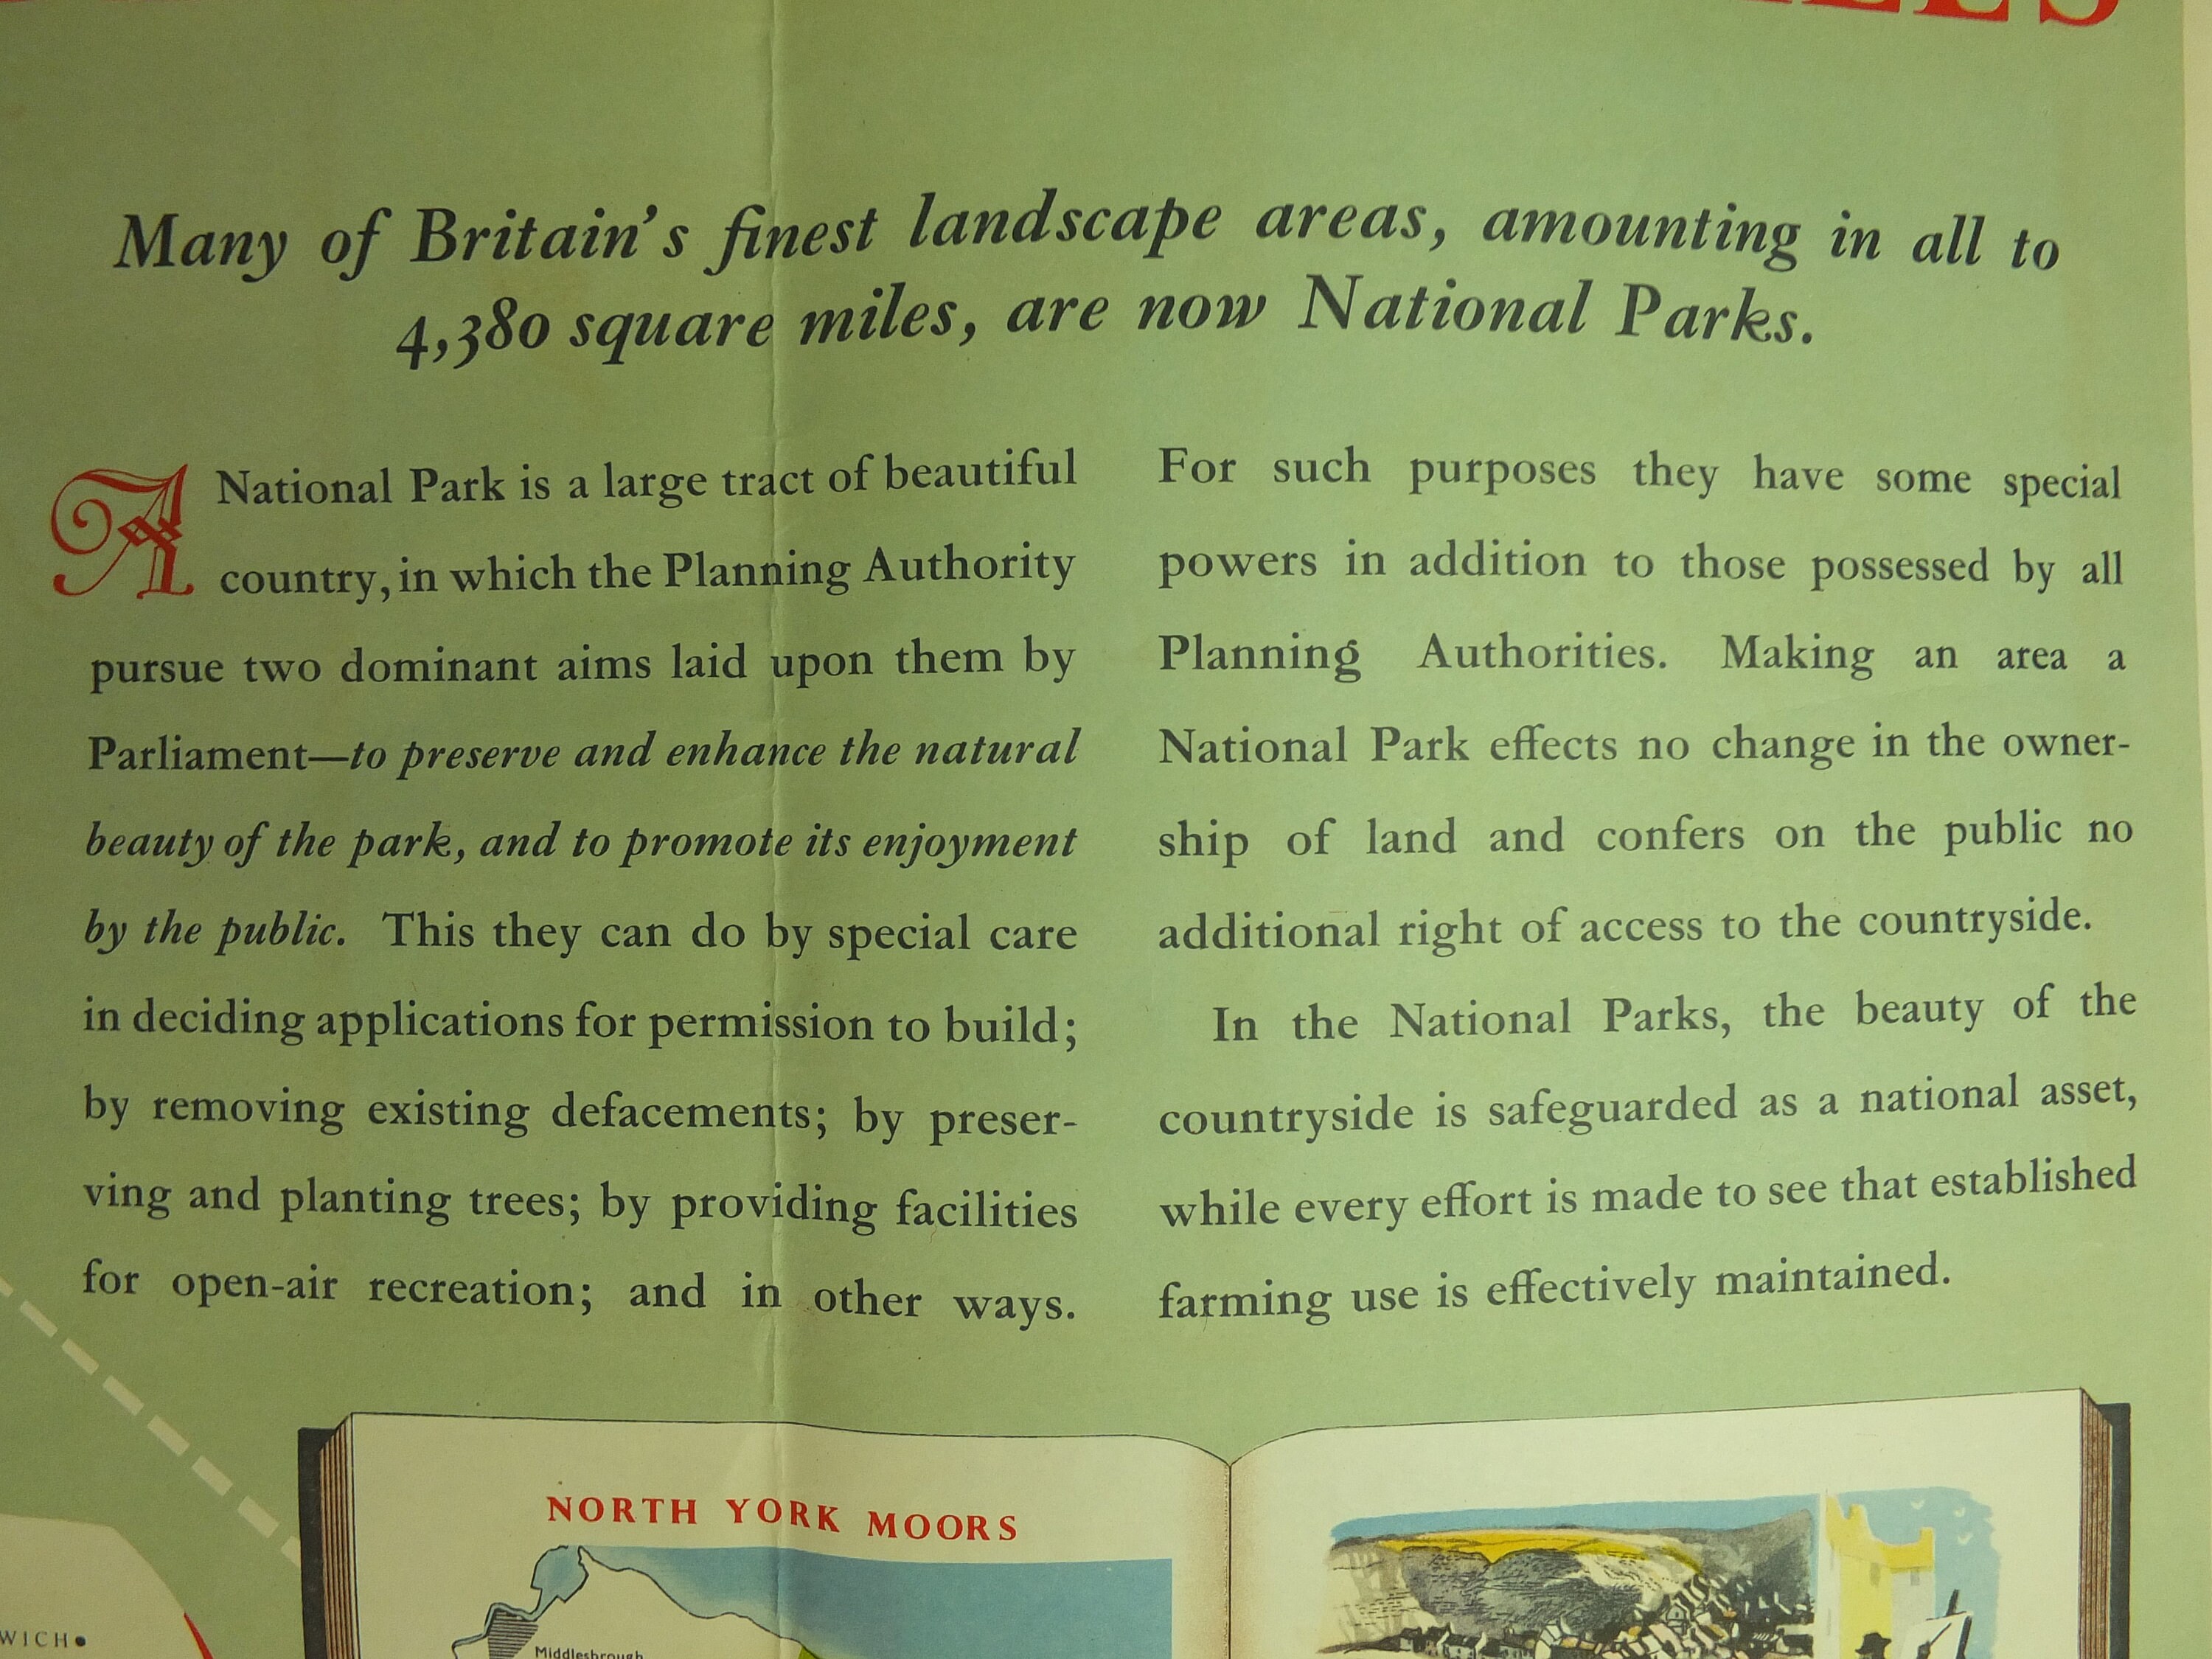 Many of Britain's finest landscape areas, amounting in all to
4,380 square miles, are now National Parks.
A National Park is a large tract of beautiful
country, in which the Planning Authority
pursue two dominant aims laid upon them by
Parliament—to preserve and enhance the natural
beauty of the park, and to promote its enjoyment
by the public. This they can do by special care
in deciding applications for permission to build;
by removing existing defacements; by preser-
ving and planting trees; by providing facilities
for open-air recreation; and in other ways.
For such purposes they have some special
powers in addition to those possessed by all
Planning Authorities. Making an area a
National Park effects no change in the owner-
ship of land and confers on the public no
additional right of access to the countryside.
In the National Parks, the beauty of the
countryside is safeguarded as a national asset,
while every effort is made to see that established
farming use is effectively maintained.
NORTH YORK MOORS
Middlesbrough
WICH